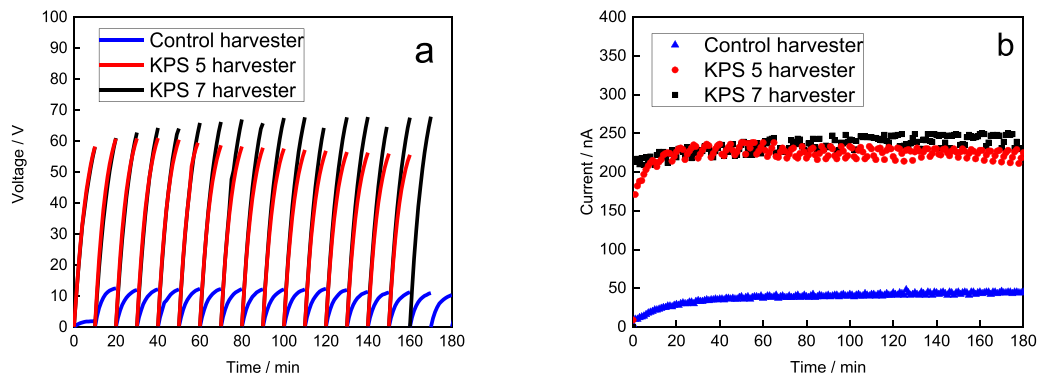 a
Control harvester
KPS 5 harvester
KPS 7 harvester
Voltage / V
100
90
80
70
60
50
40
30
20
10
0
0 20 40 60 80 100 120 140 160 180
Time / min
b
Control harvester
KPS 5 harvester
KPS 7 harvester
Current / nA
400
350
300
250
200
150
100
50
0
0 20 40 60 80 100 120 140 160 180
Time / min